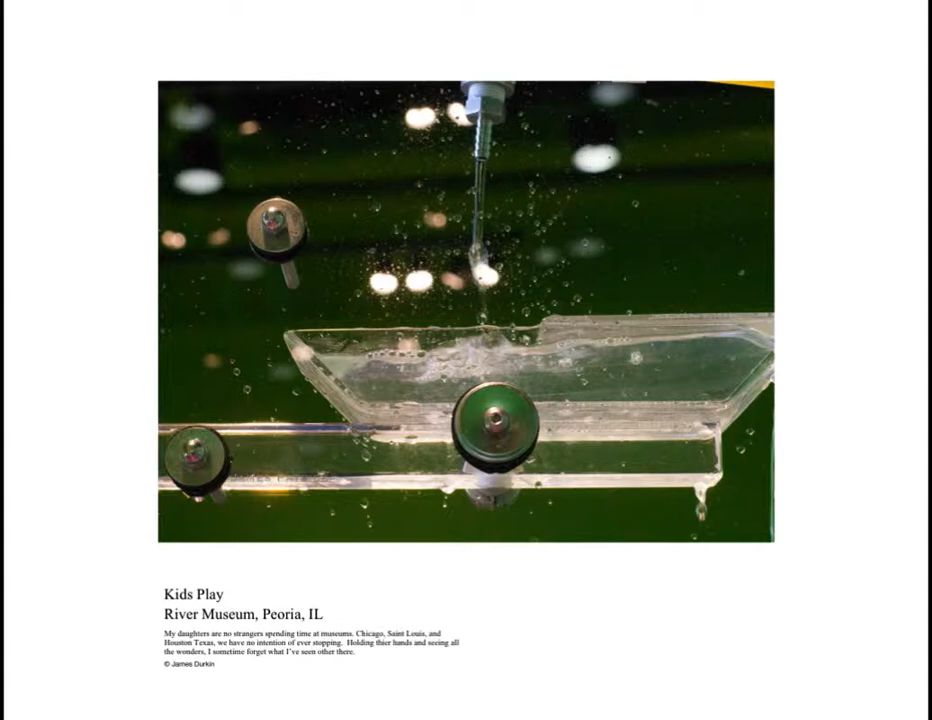 Kids Play
River Museum, Peoria, IL
My daughters are no strangers spending time at museums. Chicago, Saint Louis, and
Houston Texas, we have no intention of ever stopping.  Holding thier hands and seeing all
the wonders, I sometime forget what I've seen other there.
© James Durkin